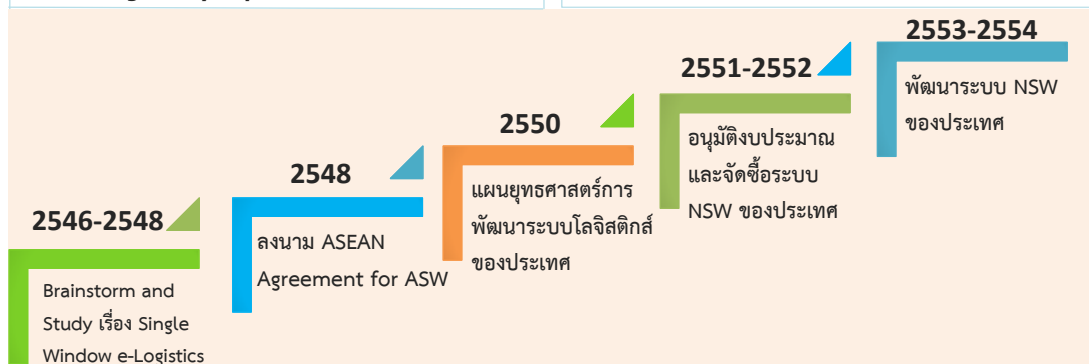 2546-2548
Brainstorm and
Study เรื่อง Single
Window e-Logistics
2548
ลงนาม ASEAN
Agreement for ASW
2550
แผนยุทธศาสตร์การ
พัฒนาระบบโลจิสติกส์
ของประเทศ
2551-2552
อนุมัติงบประมาณ
และจัดซื้อระบบ
NSW ของประเทศ
2553-2554
พัฒนาระบบ NSW
ของประเทศ